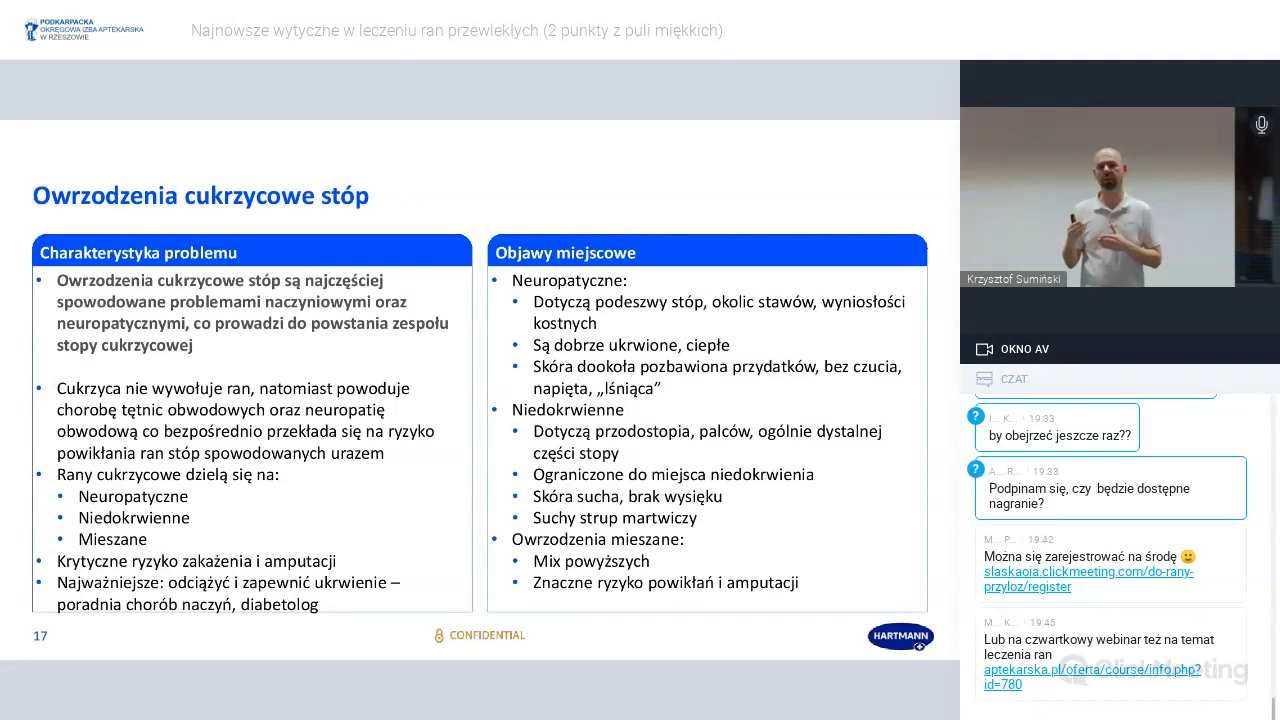 PODKARPACKA
OKRĘGOWA IZBA APTEKARSKA
W RZESZOWIE
Najnowsze wytyczne w leczeniu ran przewlekłych (2 punkty z puli miękkich)
Owrzodzenia cukrzycowe stóp
Charakterystyka problemu
• Owrzodzenia cukrzycowe stóp są najczęściej
spowodowane problemami naczyniowymi oraz
neuropatycznymi, co prowadzi do powstania zespołu
stopy cukrzycowej
• Cukrzyca nie wywołuje ran, natomiast powoduje
chorobę tętnic obwodowych oraz neuropatię
obwodową co bezpośrednio przekłada się na ryzyko
powikłania ran stóp spowodowanych urazem
• Rany cukrzycowe dzielą się na:
• Neuropatyczne
• Niedokrwienne
• Mieszane
• Krytyczne ryzyko zakażenia i amputacji
• Najważniejsze: odciążyć i zapewnić ukrwienie –
poradnia chorób naczyń, diabetolog
Objawy miejscowe
• Neuropatyczne:
• Dotyczą podeszwy stóp, okolic stawów, wyniosłości
kostnych
• Są dobrze ukrwione, ciepłe
• Skóra dookoła pozbawiona przydatków, bez czucia,
napięta, „lśniąca”
• Niedokrwienne
• Dotyczą przodostopia, palców, ogólnie dystalnej
części stopy
• Ograniczone do miejsca niedokrwienia
• Skóra sucha, brak wysięku
• Suchy strup martwiczy
• Owrzodzenia mieszane:
• Mix powyższych
• Znaczne ryzyko powikłań i amputacji
17
CONFIDENTIAL
HARTMANN
Krzysztof Sumiński
OKNO AV
CZAT
?
I... K... 19:33
by obejrzeć jeszcze raz??
?
A... R... 19:33
Podpinam się, czy będzie dostępne
nagranie?
M... P... 19:42
Można się zarejestrować na środę 🙂
slaskaoia.clickmeeting.com/do-rany-
przyloz/register
M... K... 19:45
Lub na czwartkowy webinar też na temat
leczenia ran
aptekarska.pl/oferta/course/info.php?
id=780
ClickMeeting